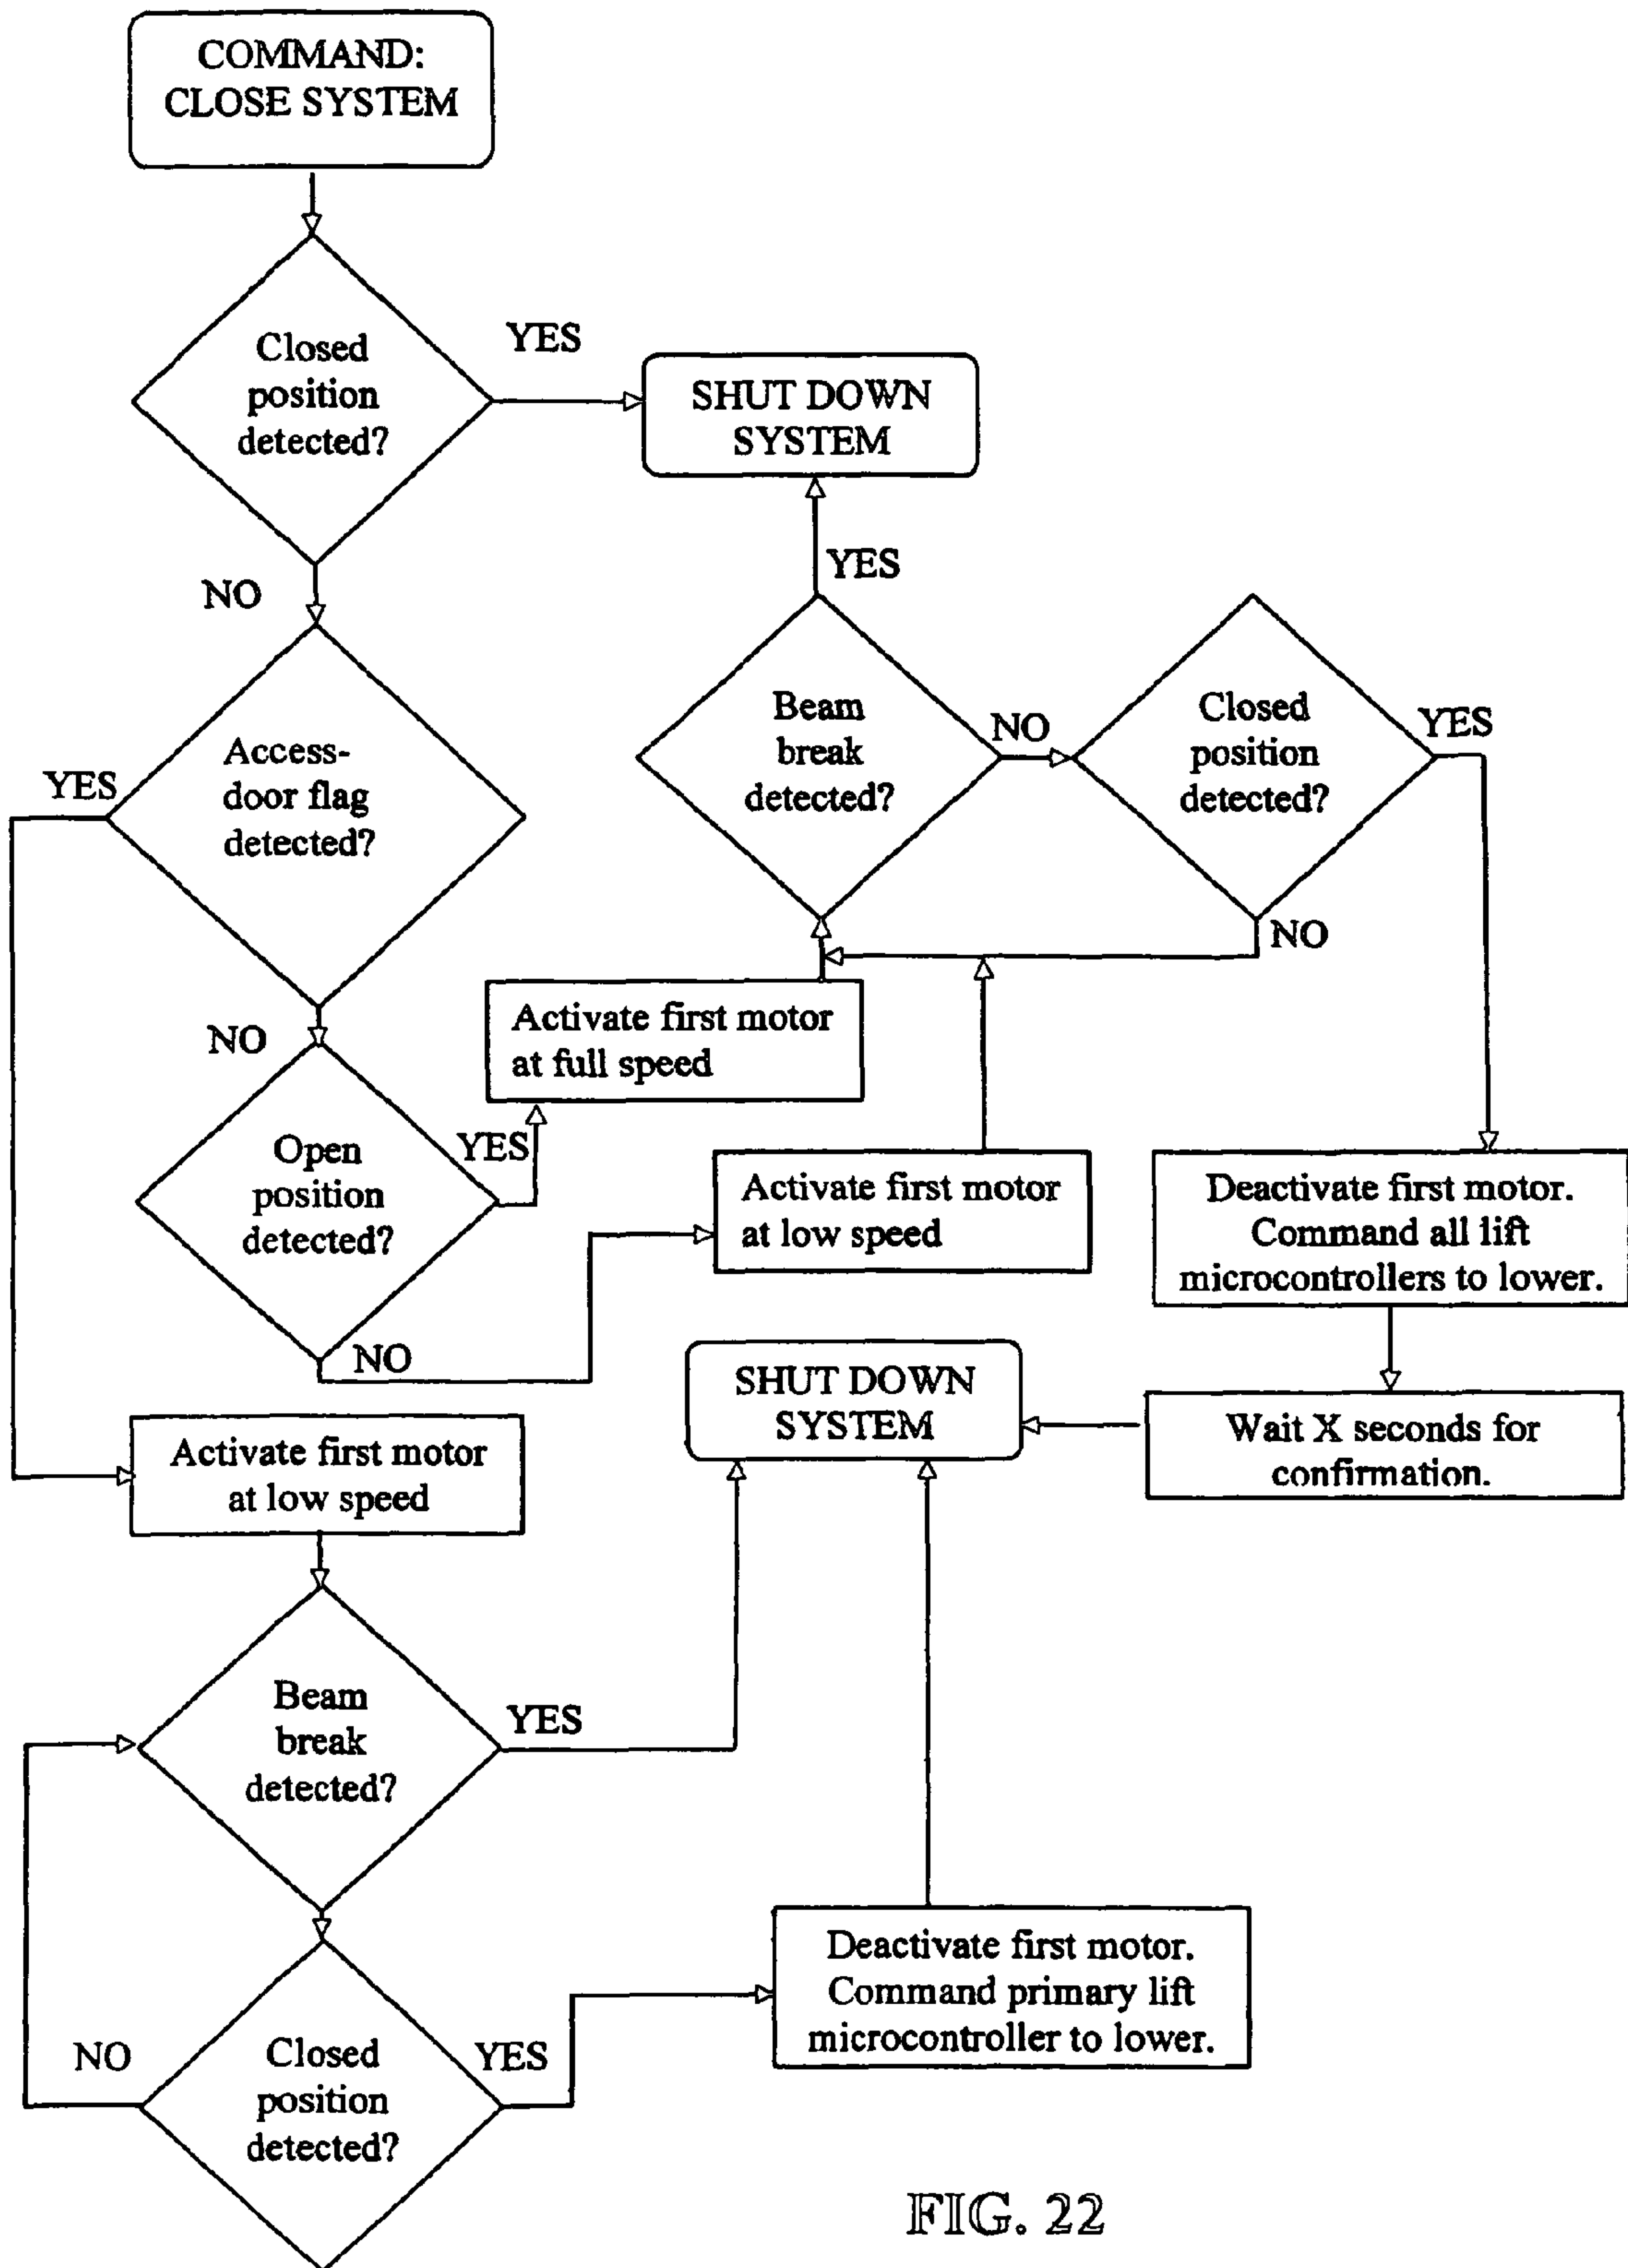 COMMAND:
CLOSE SYSTEM
Closed
position
detected?
YES
SHUT DOWN
SYSTEM
NO
YES
Access-
door flag
detected?
YES
Beam
break
detected?
NO
Closed
position
detected?
YES
NO
NO
Activate first motor
at full speed
Open
position
detected?
YES
Activate first motor
at low speed
Deactivate first motor.
Command all lift
microcontrollers to lower.
NO
SHUT DOWN
SYSTEM
Wait X seconds for
confirmation.
Activate first motor
at low speed
Beam
break
detected?
YES
Deactivate first motor.
Command primary lift
microcontroller to lower.
NO
Closed
position
detected?
YES
FIG. 22